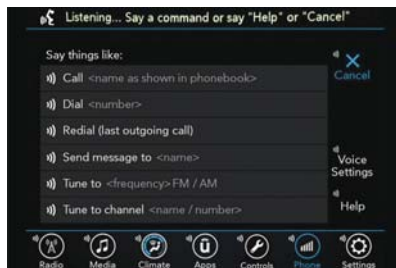 Listening... Say a command or say "Help" or "Cancel"
Say things like:
Cancel
Call <name as shown in phonebook>
Dial <number>
Redial (last outgoing call)
Send message to <name>
Voice
Settings
Tune to <frequency> FM / AM
Help
Tune to channel <name / number>
Radio Media Climate Apps Controls Phone Settings